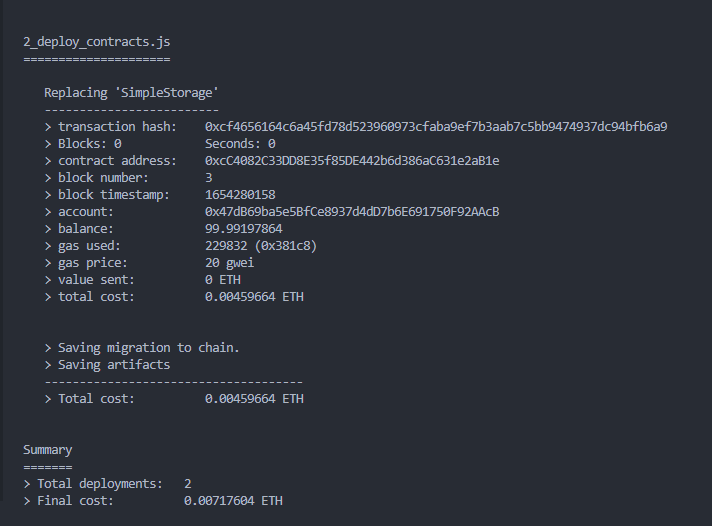 2_deploy_contracts.js
=====================
Replacing 'SimpleStorage'
-------------------------
> transaction hash: 0xcf4656164c6a45fd78d523960973cfaba9ef7b3aab7c5bb9474937dc94bfb6a9
> Blocks: 0 Seconds: 0
> contract address: 0xcC4082C33DD8E35f85DE442b6d386aC631e2aB1e
> block number: 3
> block timestamp: 1654280158
> account: 0x47dB69ba5e5BfCe8937d4dD7b6E691750F92AAcB
> balance: 99.99197864
> gas used: 229832 (0x381c8)
> gas price: 20 gwei
> value sent: 0 ETH
> total cost: 0.00459664 ETH
> Saving migration to chain.
> Saving artifacts
-------------------------------------
> Total cost: 0.00459664 ETH
Summary
=======
> Total deployments: 2
> Final cost: 0.00717604 ETH